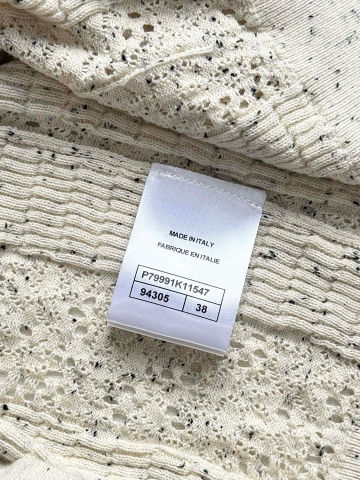 MADE IN ITALY
FABRIQUE EN ITALIE
P79991K11547
94305 38